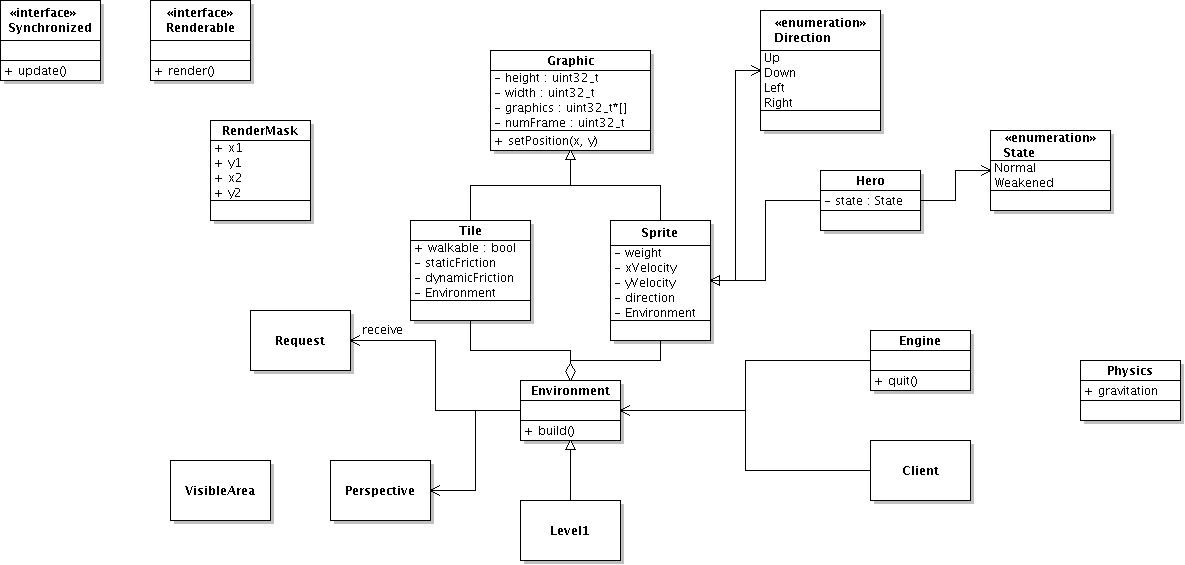 «interface»
Synchronized
+ update()
«interface»
Renderable
+ render()
RenderMask
+ x1
+ y1
+ x2
+ y2
Graphic
- height : uint32_t
- width : uint32_t
- graphics : uint32_t*[]
- numFrame : uint32_t
+ setPosition(x, y)
«enumeration»
Direction
Up
Down
Left
Right
«enumeration»
State
Normal
Weakened
Hero
- state : State
Tile
+ walkable : bool
- staticFriction
- dynamicFriction
- Environment
Sprite
- weight
- xVelocity
- yVelocity
- direction
- Environment
Request
receive
Environment
+ build()
Engine
+ quit()
Physics
+ gravitation
VisibleArea
Perspective
Level1
Client